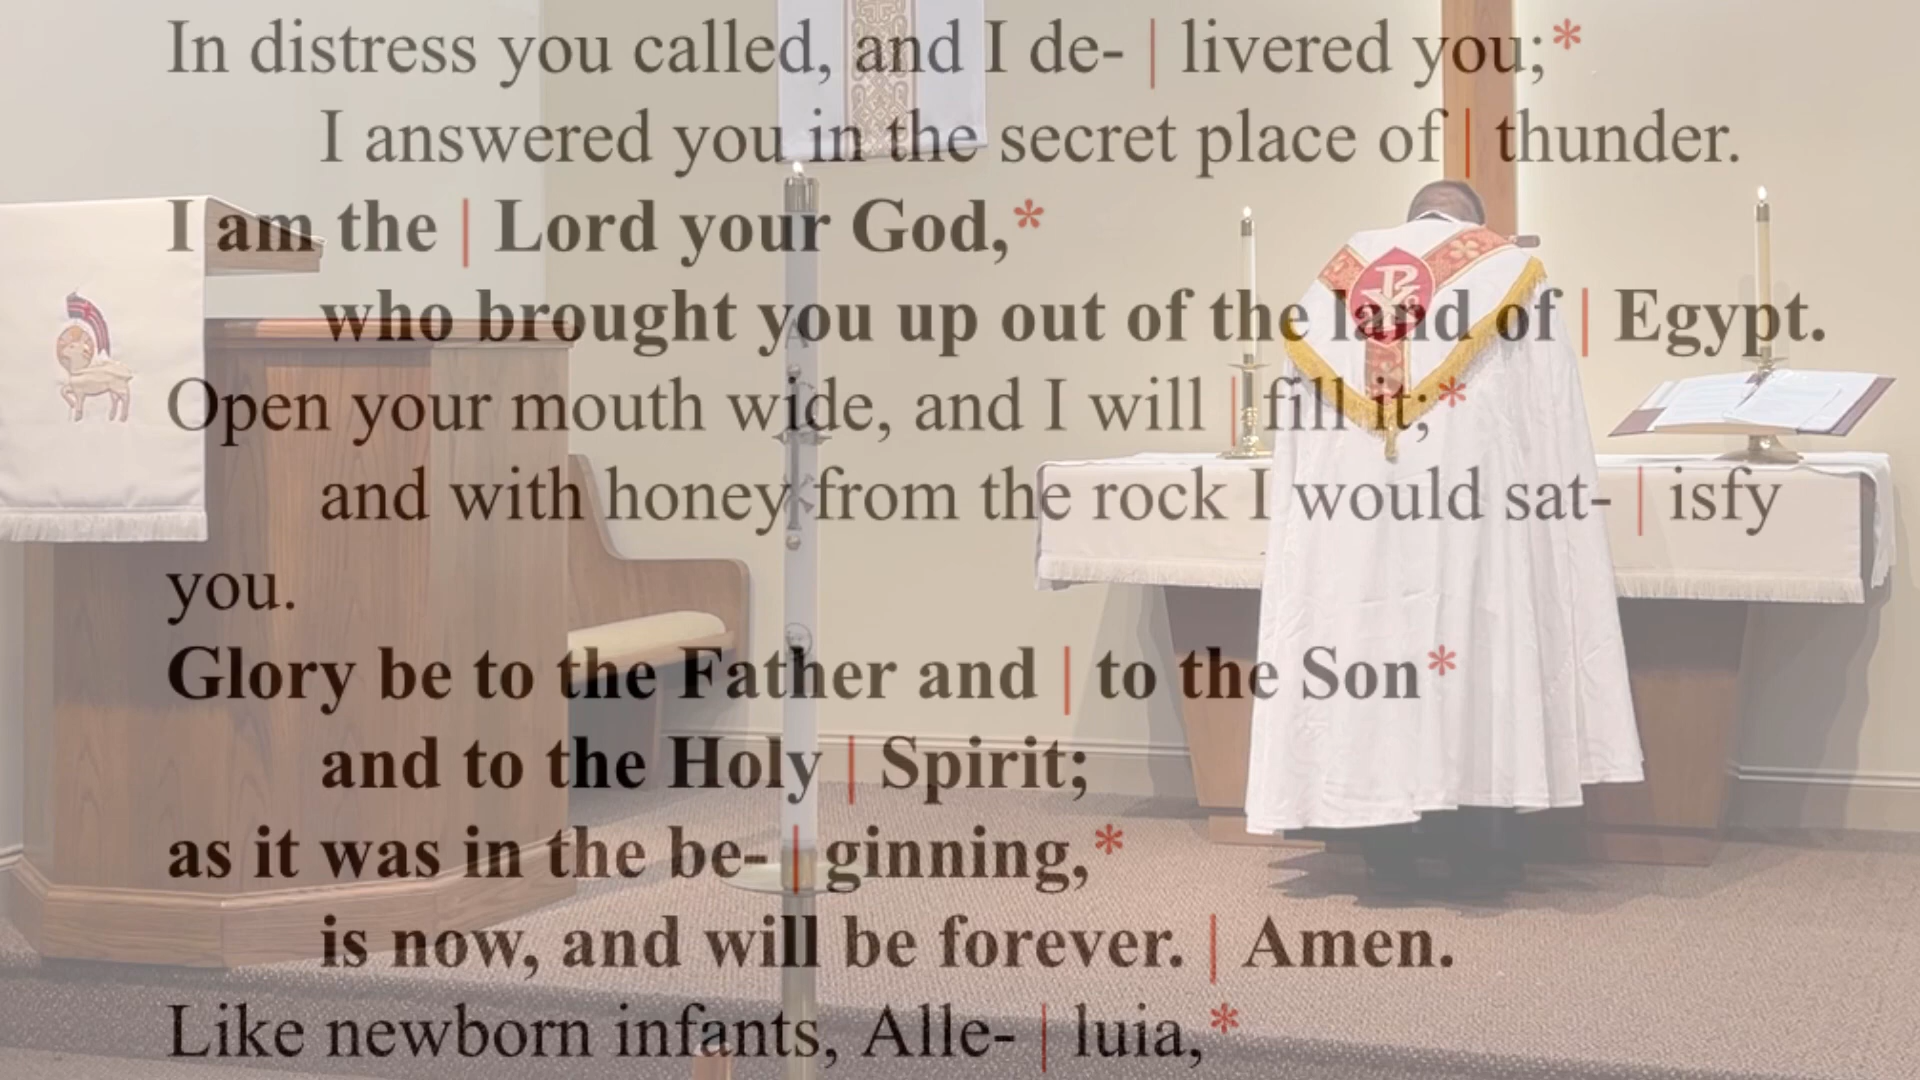 In distress you called, and I de- | livered you;*
I answered you in the secret place of | thunder.
I am the | Lord your God,*
who brought you up out of the land of | Egypt.
Open your mouth wide, and I will | fill it;*
and with honey from the rock I would sat- | isfy
you.
Glory be to the Father and | to the Son*
and to the Holy | Spirit;
as it was in the be- | ginning,*
is now, and will be forever. | Amen.
Like newborn infants, Alle- | luia,*